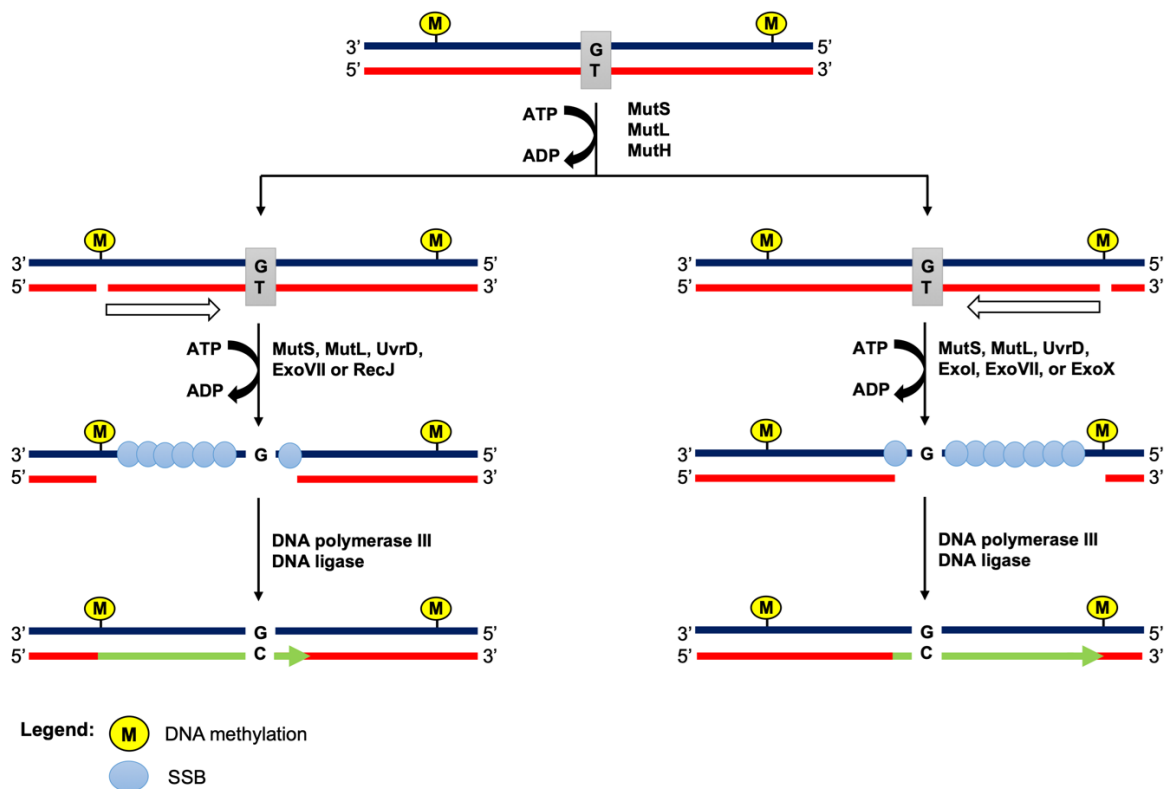 M M
3’ G 5’
5’ T 3’
ATP MutS
MutL
ADP MutH
M M M M
3’ G 5’ 3’ G 5’
5’ T 3’ 5’ T 3’
ATP MutS, MutL, UvrD, ATP MutS, MutL, UvrD,
ADP ExoVII or RecJ ADP ExoI, ExoVII, or ExoX
M M M M
3’ G 5’ 3’ G 5’
5’ 3’ 5’ 3’
DNA polymerase III DNA polymerase III
DNA ligase DNA ligase
M M M M
3’ G 5’ 3’ G 5’
5’ C 3’ 5’ C 3’
Legend: M DNA methylation
SSB